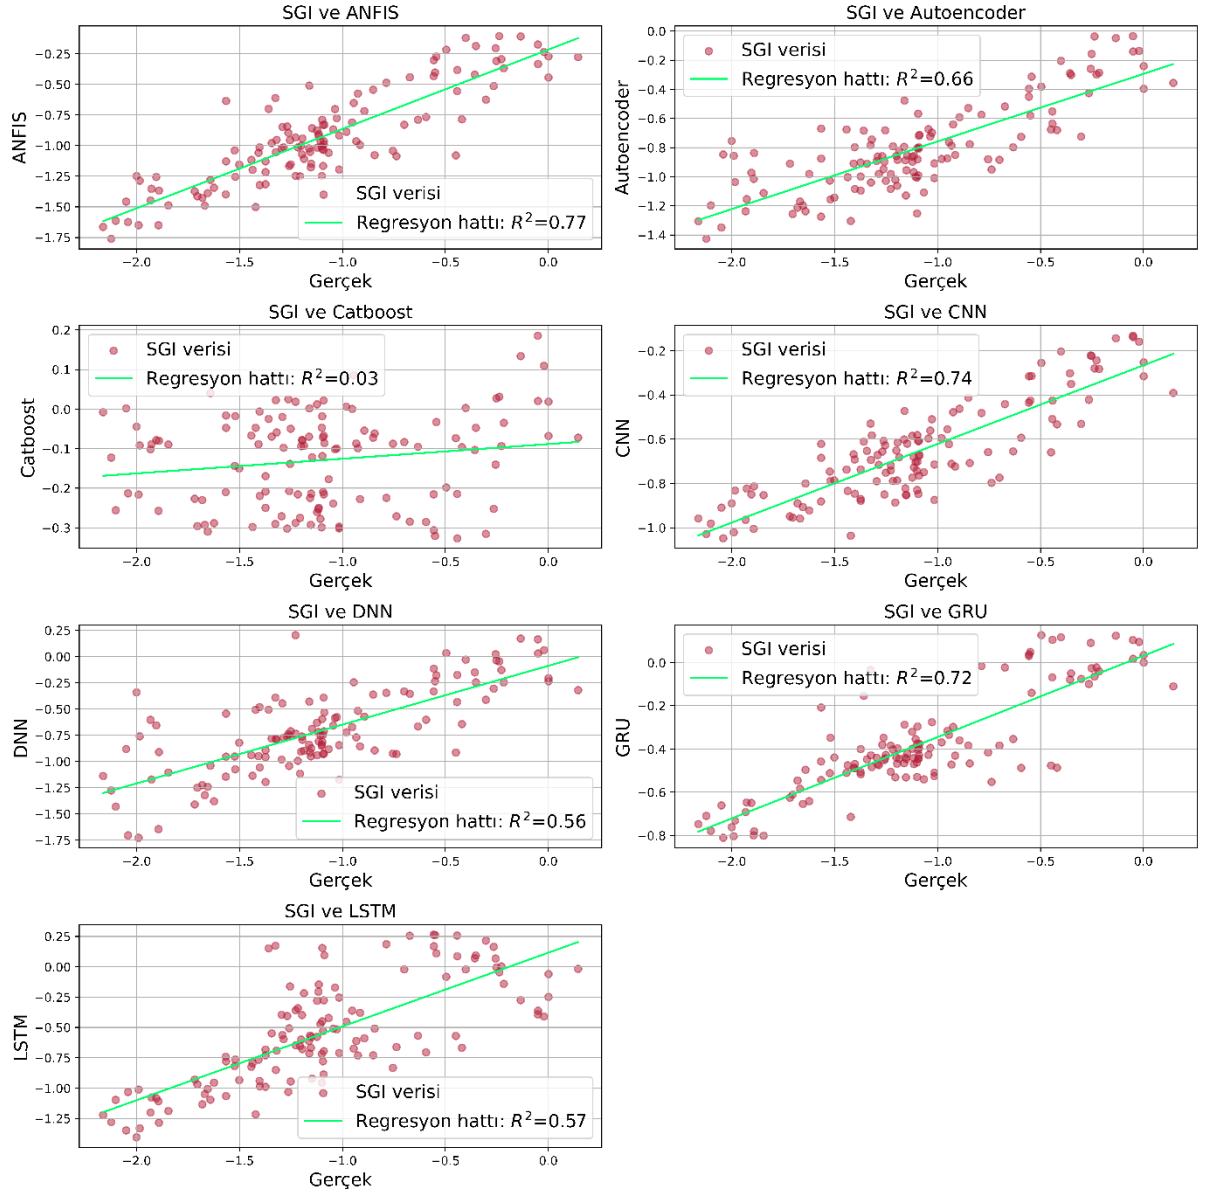 SGI ve ANFIS
ANFIS
−0.25
−0.50
−0.75
−1.00
−1.25
−1.50
−1.75
SGI verisi
Regresyon hattı: R²=0.77
−2.0 −1.5 −1.0 −0.5 0.0
Gerçek
SGI ve Autoencoder
Autoencoder
0.0
−0.2
−0.4
−0.6
−0.8
−1.0
−1.2
−1.4
SGI verisi
Regresyon hattı: R²=0.66
−2.0 −1.5 −1.0 −0.5 0.0
Gerçek
SGI ve Catboost
Catboost
0.2
0.1
0.0
−0.1
−0.2
−0.3
SGI verisi
Regresyon hattı: R²=0.03
−2.0 −1.5 −1.0 −0.5 0.0
Gerçek
SGI ve CNN
CNN
−0.2
−0.4
−0.6
−0.8
−1.0
SGI verisi
Regresyon hattı: R²=0.74
−2.0 −1.5 −1.0 −0.5 0.0
Gerçek
SGI ve DNN
DNN
0.25
0.00
−0.25
−0.50
−0.75
−1.00
−1.25
−1.50
−1.75
SGI verisi
Regresyon hattı: R²=0.56
−2.0 −1.5 −1.0 −0.5 0.0
Gerçek
SGI ve GRU
GRU
0.0
−0.2
−0.4
−0.6
−0.8
SGI verisi
Regresyon hattı: R²=0.72
−2.0 −1.5 −1.0 −0.5 0.0
Gerçek
SGI ve LSTM
LSTM
0.25
0.00
−0.25
−0.50
−0.75
−1.00
−1.25
SGI verisi
Regresyon hattı: R²=0.57
−2.0 −1.5 −1.0 −0.5 0.0
Gerçek